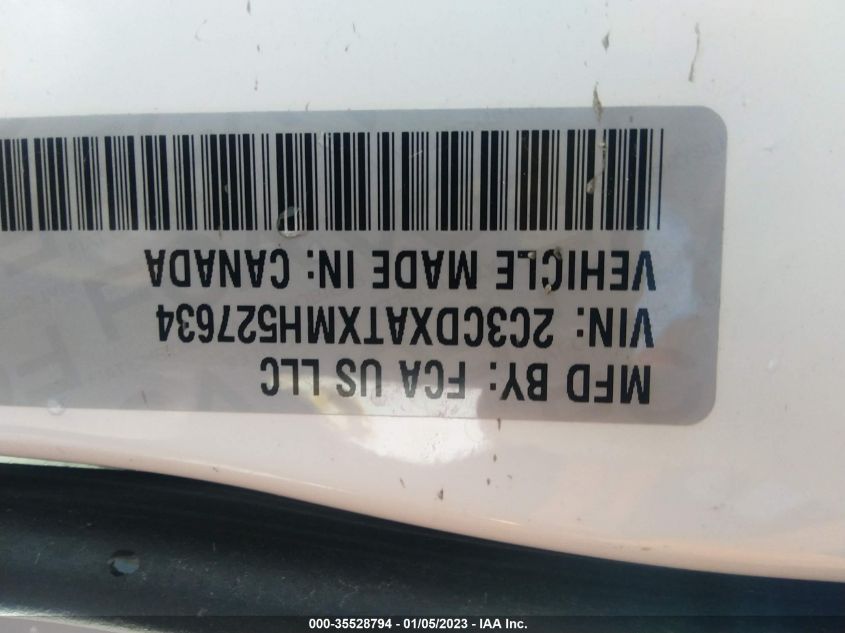 MFD BY: FCA US LLC
VIN: 2C3CDXATXMH527634
VEHICLE MADE IN: CANADA
000-35528794 - 01/05/2023 - IAA Inc.